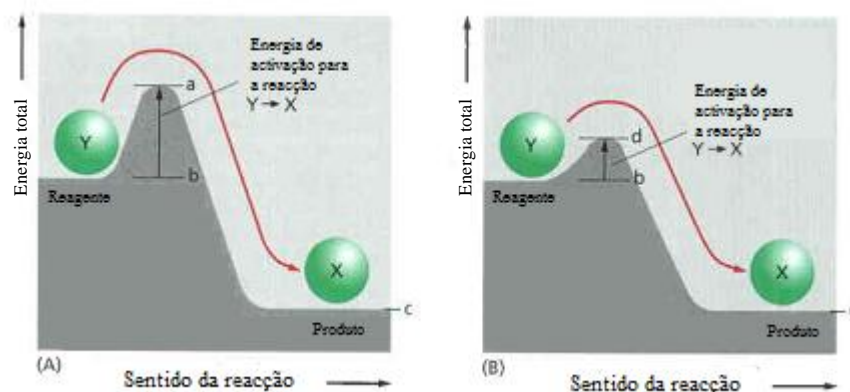 Energia total
Energia de
activação para
a reacção
Y → X
a
Y
b
Reagente
X
c
Produto
(A)
Sentido da reacção
Energia total
Energia de
activação para
a reacção
Y → X
d
Y
b
Reagente
X
Produto
(B)
Sentido da reacção